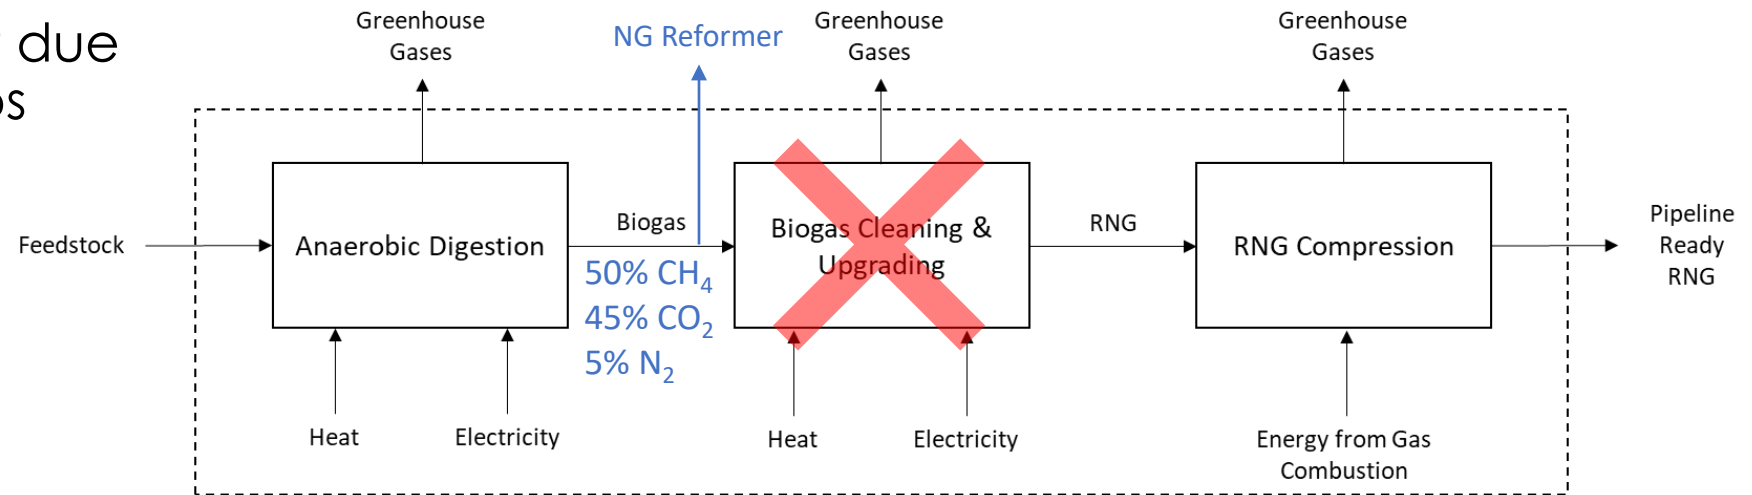 due
Greenhouse
Gases
NG Reformer
Greenhouse
Gases
Greenhouse
Gases
Feedstock
Anaerobic Digestion
Biogas
50% CH₄
45% CO₂
5% N₂
Biogas Cleaning &
Upgrading
RNG
RNG Compression
Pipeline
Ready
RNG
Heat
Electricity
Heat
Electricity
Energy from Gas
Combustion